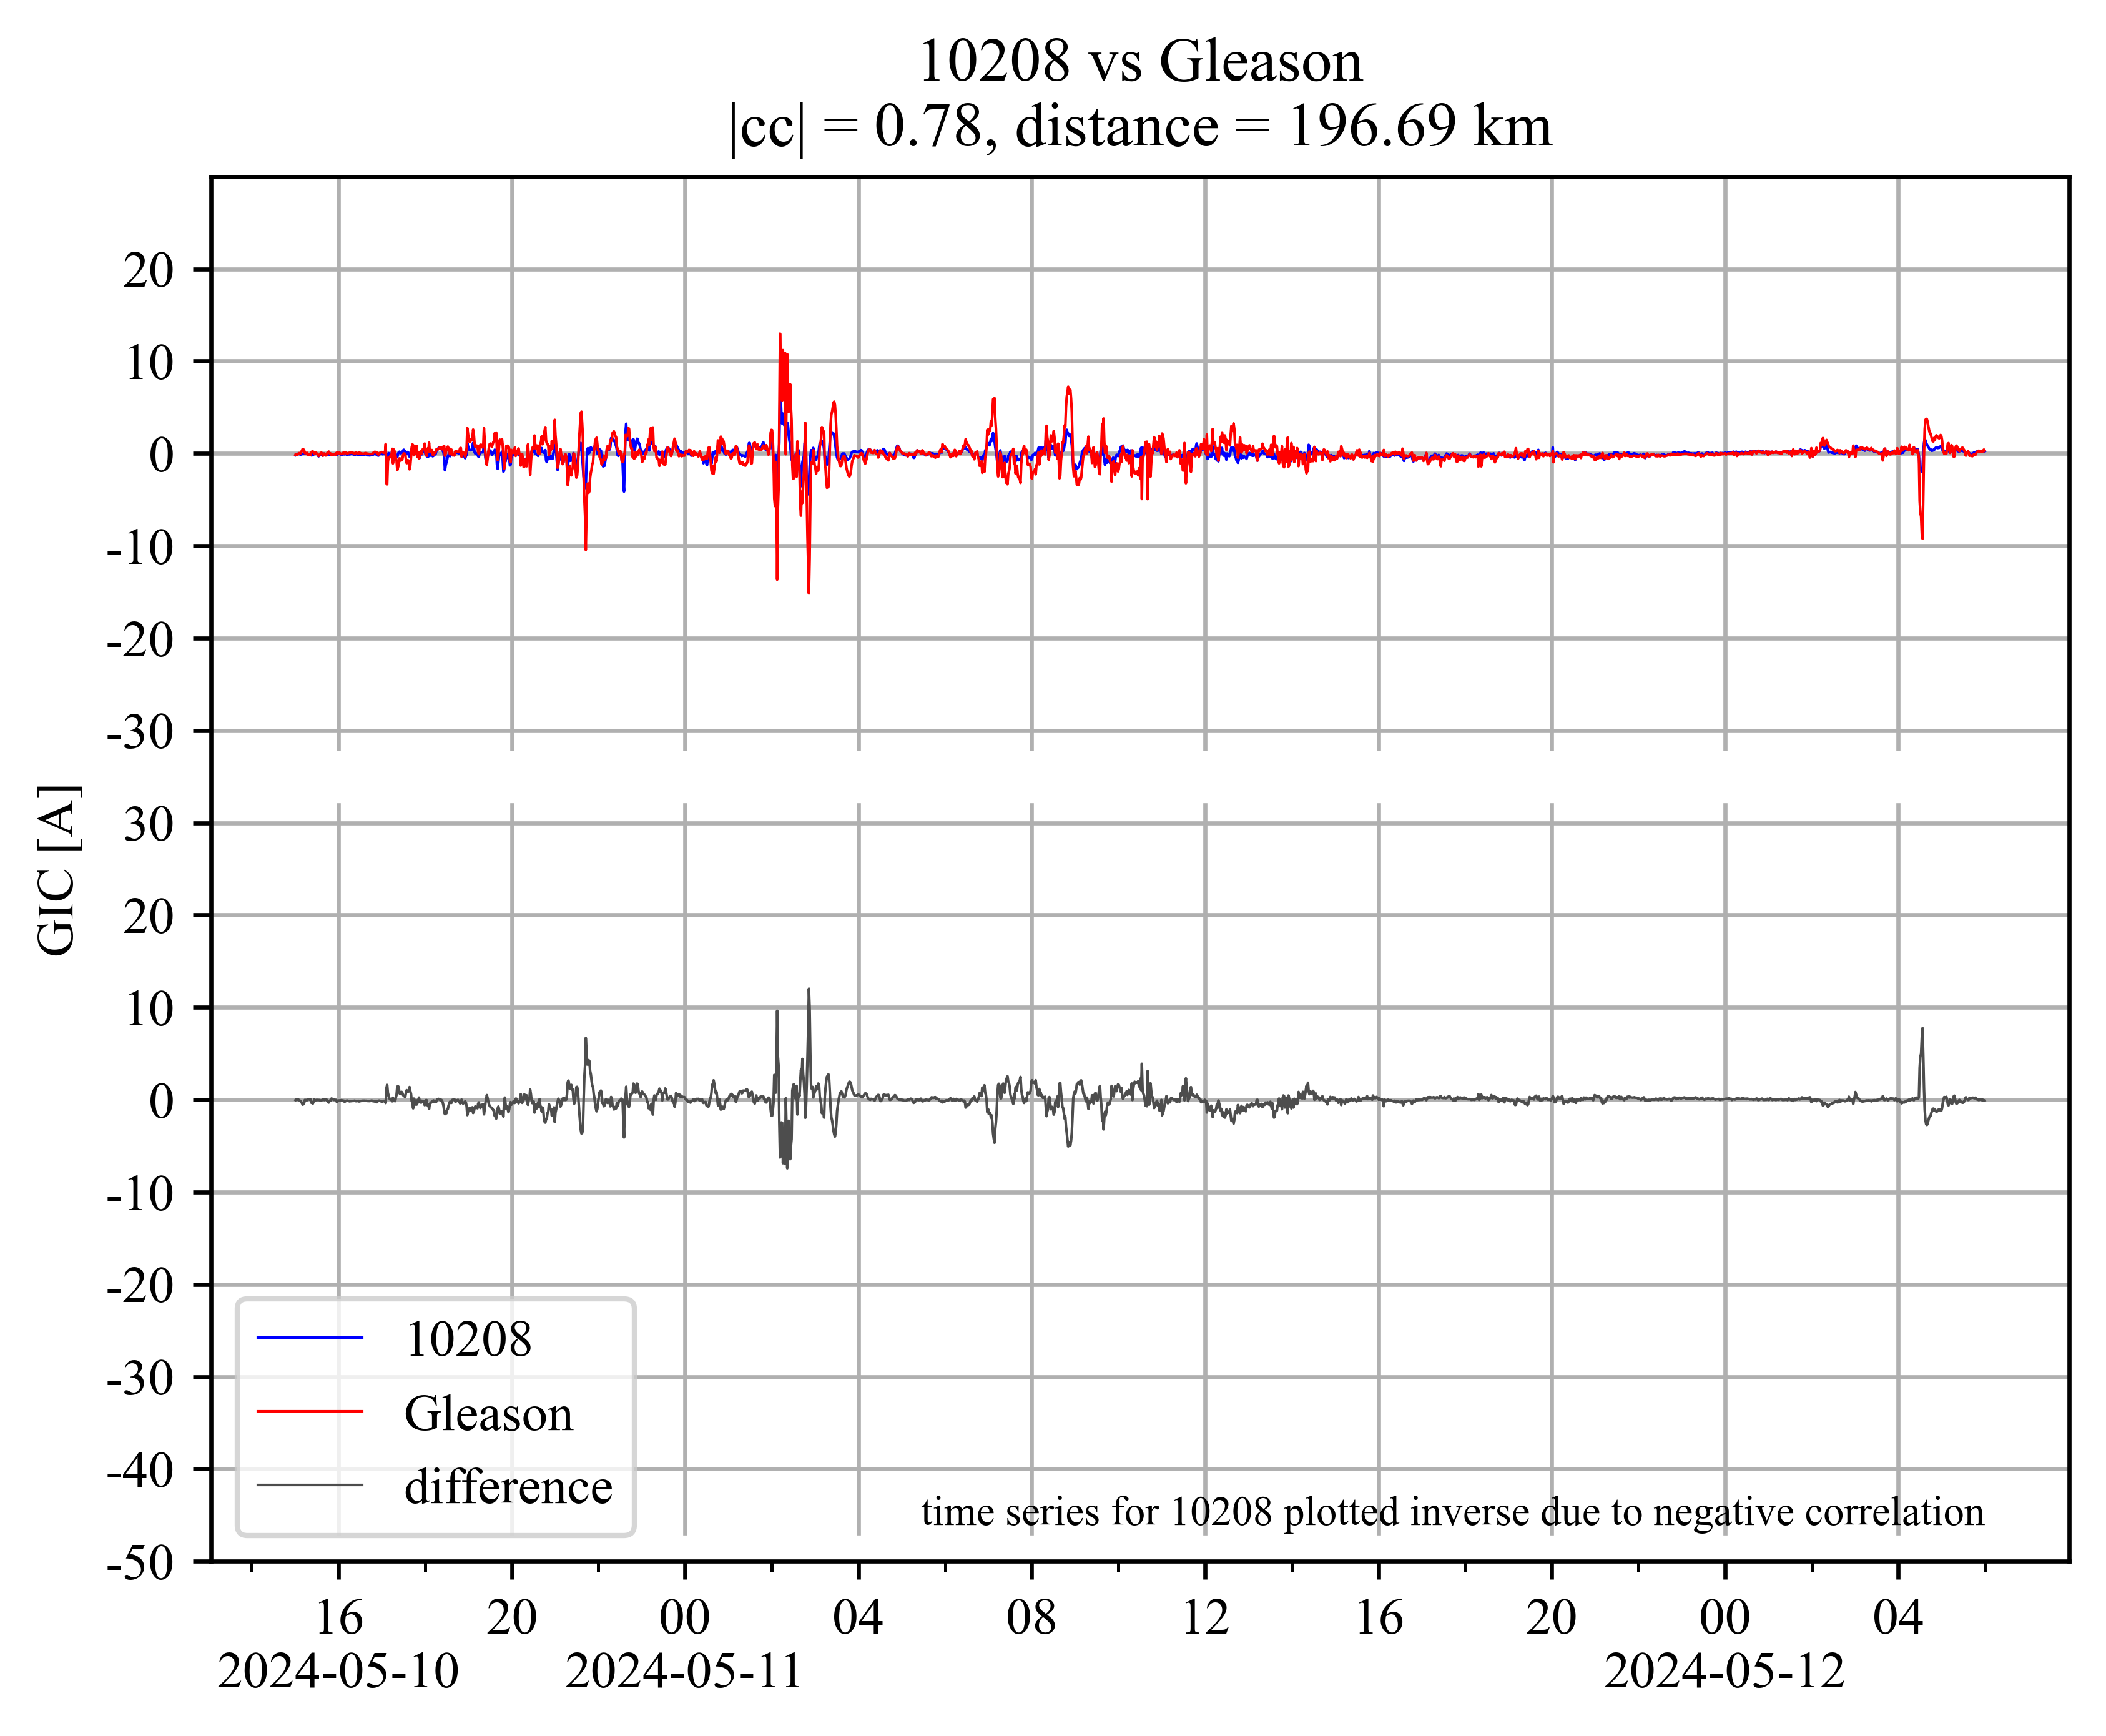 10208 vs Gleason
|cc| = 0.78, distance = 196.69 km
GIC [A]
20
10
0
-10
-20
-30
30
20
10
0
-10
-20
-30
-40
-50
10208
Gleason
difference
time series for 10208 plotted inverse due to negative correlation
16 20 00 04 08 12 16 20 00 04
2024-05-10 2024-05-11 2024-05-12